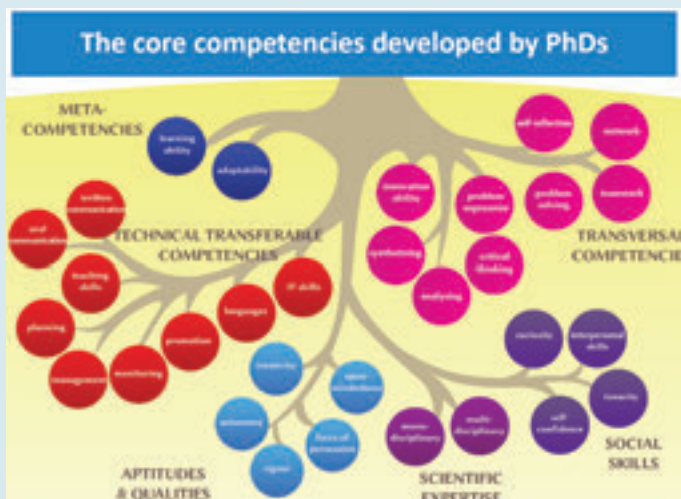 The core competencies developed by PhDs
META-
COMPETENCIES
learning
ability
adaptability
self reflection
network
teamwork
problem
solving
innovation
ability
problem
expression
synthesizing
critical
thinking
analysing
TRANSVERSAL
COMPETENCIE
written
communication
oral
communication
TECHNICAL TRANSFERABLE
COMPETENCIES
teaching
skills
IT skills
languages
planning
promotion
management
monitoring
creativity
open-
mindedness
autonomy
force of
persuasion
rigour
APTITUDES
& QUALITIES
mono-
disciplinary
multi-
disciplinary
SCIENTIFIC
EXPERTISE
curiosity
interpersonal
skills
tenacity
self
confidence
SOCIAL
SKILLS